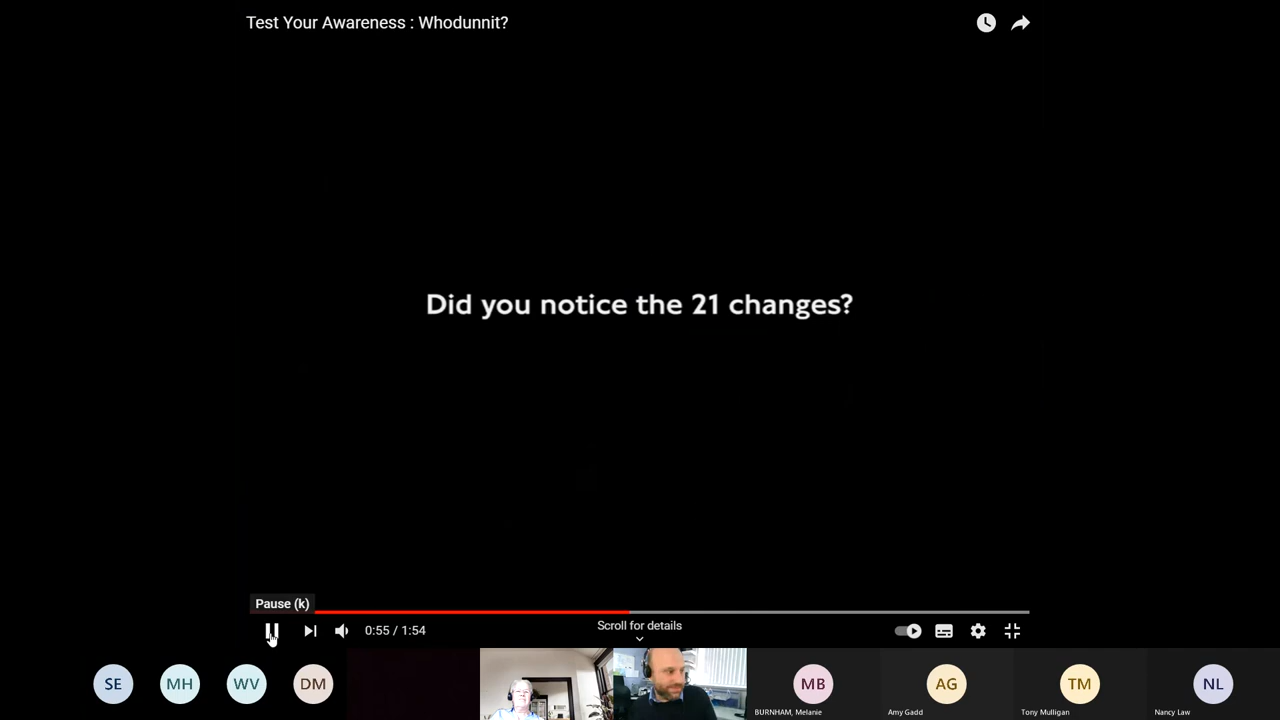 Test Your Awareness : Whodunnit?
Did you notice the 21 changes?
Pause (k)
0:55 / 1:54
Scroll for details
SE
MH
WV
DM
MB
AG
TM
NL
BURNHAM, Melanie
Amy Gadd
Tony Mulligan
Nancy Law